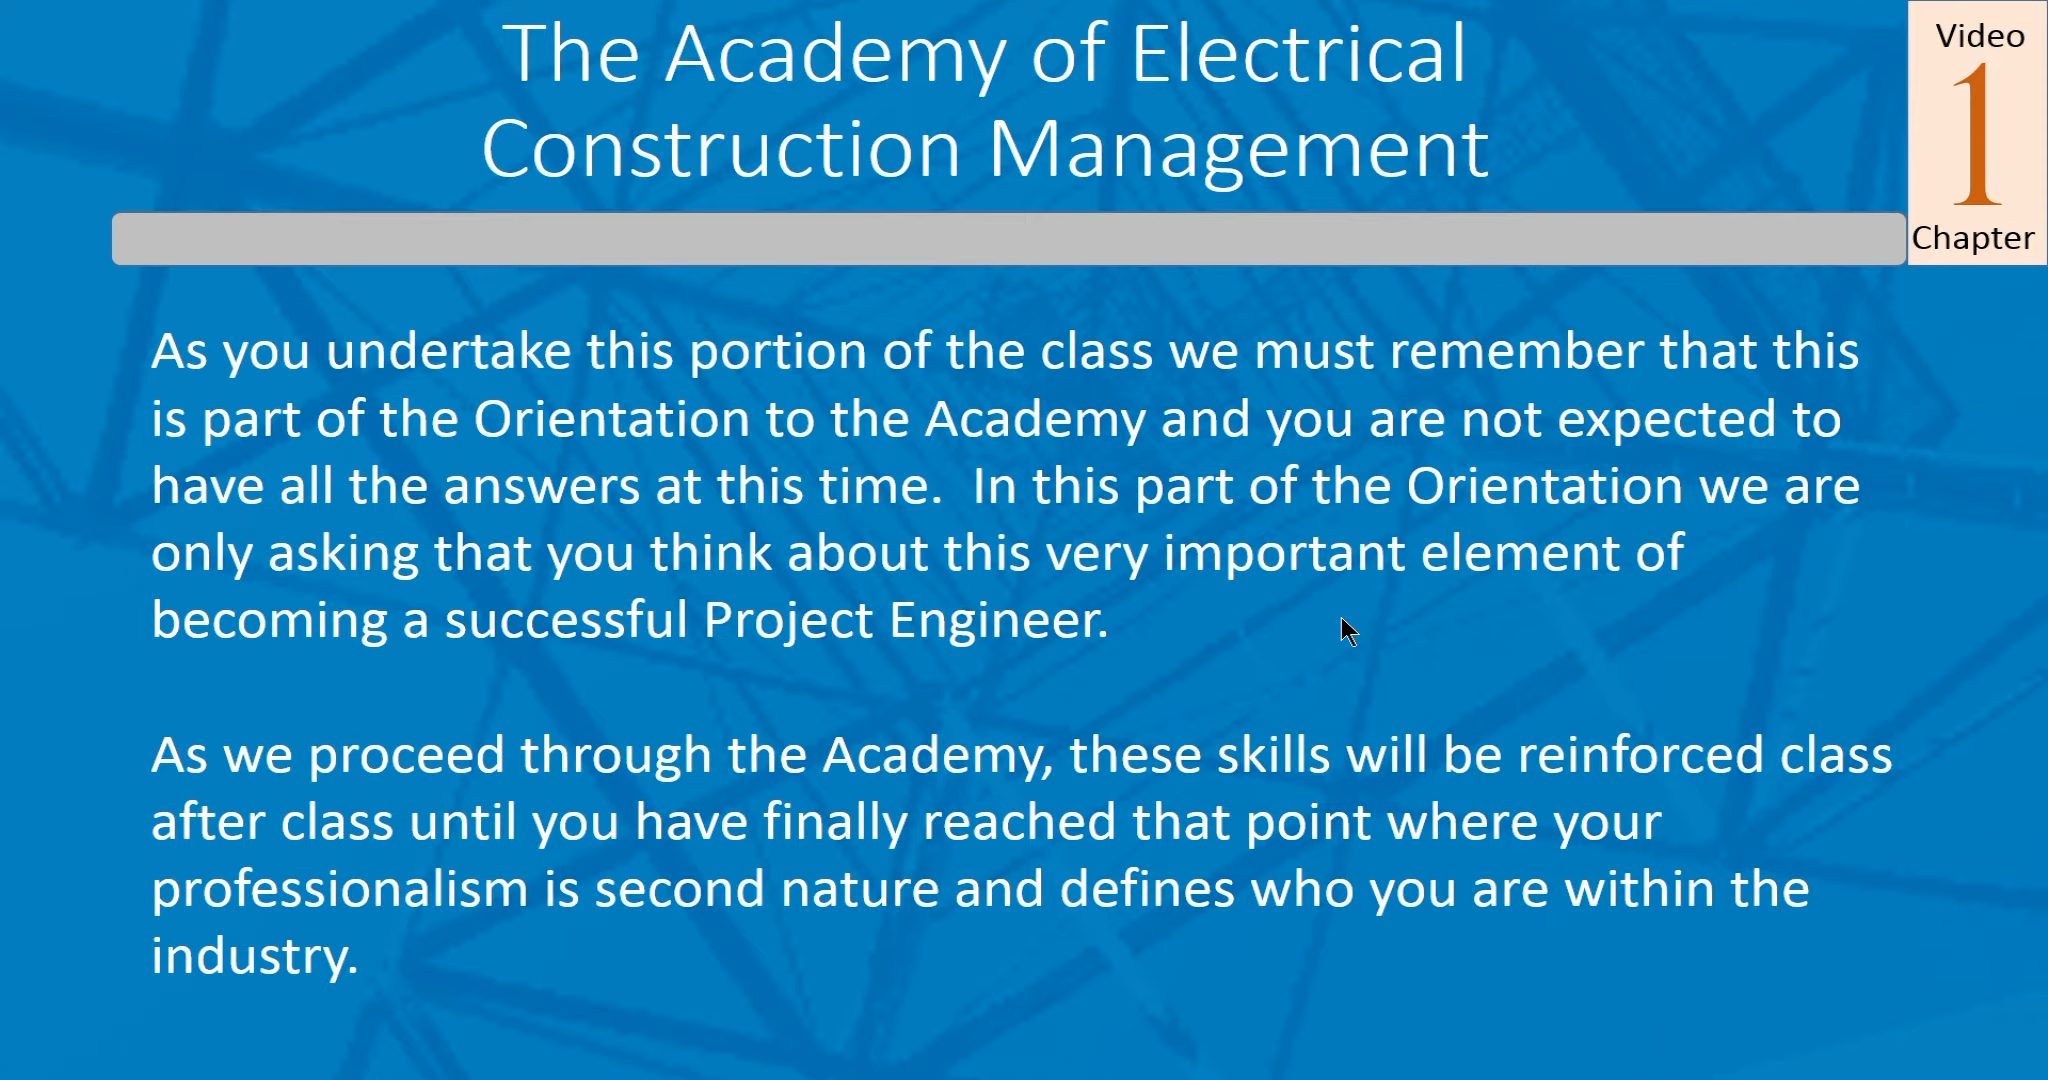 The Academy of Electrical
Construction Management
Video
1
Chapter
As you undertake this portion of the class we must remember that this
is part of the Orientation to the Academy and you are not expected to
have all the answers at this time.  In this part of the Orientation we are
only asking that you think about this very important element of
becoming a successful Project Engineer.
As we proceed through the Academy, these skills will be reinforced class
after class until you have finally reached that point where your
professionalism is second nature and defines who you are within the
industry.